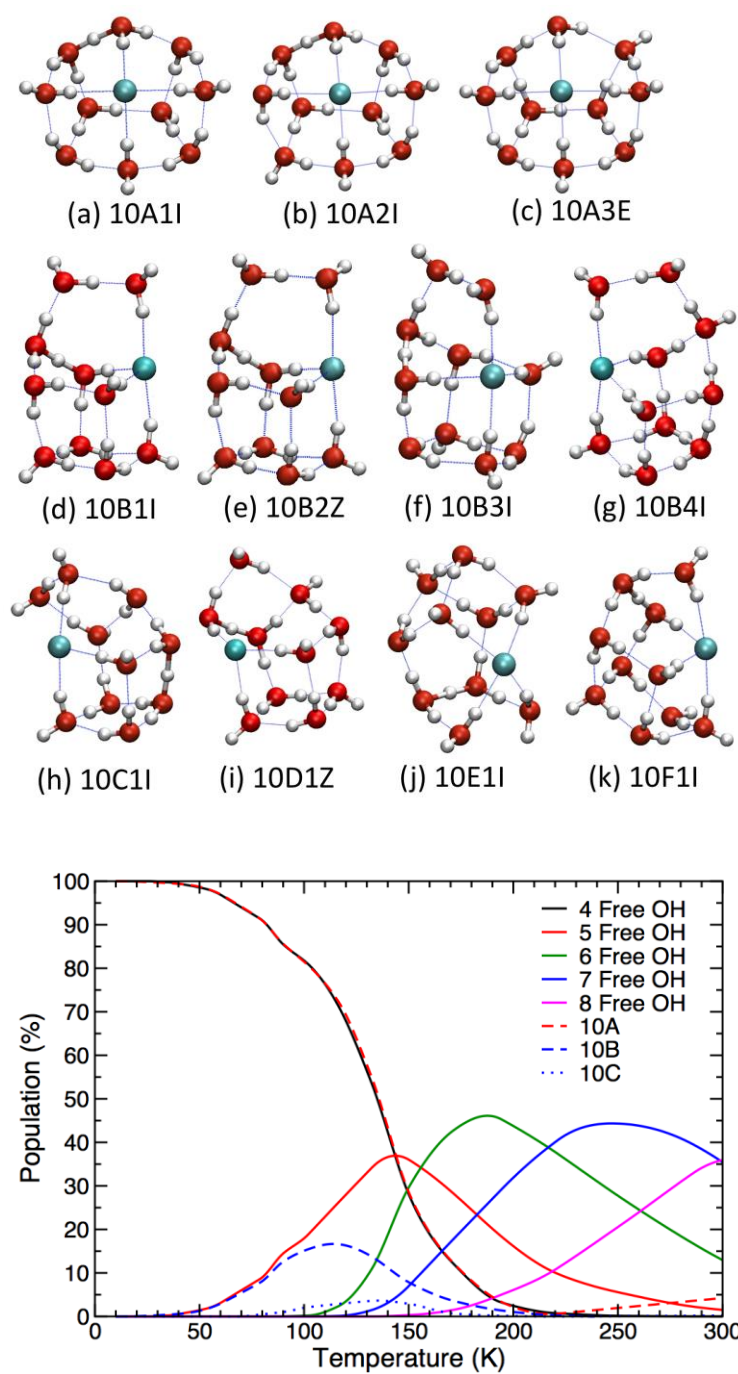 (a) 10A1I (b) 10A2I (c) 10A3E
(d) 10B1I (e) 10B2Z (f) 10B3I (g) 10B4I
(h) 10C1I (i) 10D1Z (j) 10E1I (k) 10F1I
100
90
80
70
60
50
40
30
20
10
0
Population (%)
4 Free OH
5 Free OH
6 Free OH
7 Free OH
8 Free OH
10A
10B
10C
0 50 100 150 200 250 300
Temperature (K)